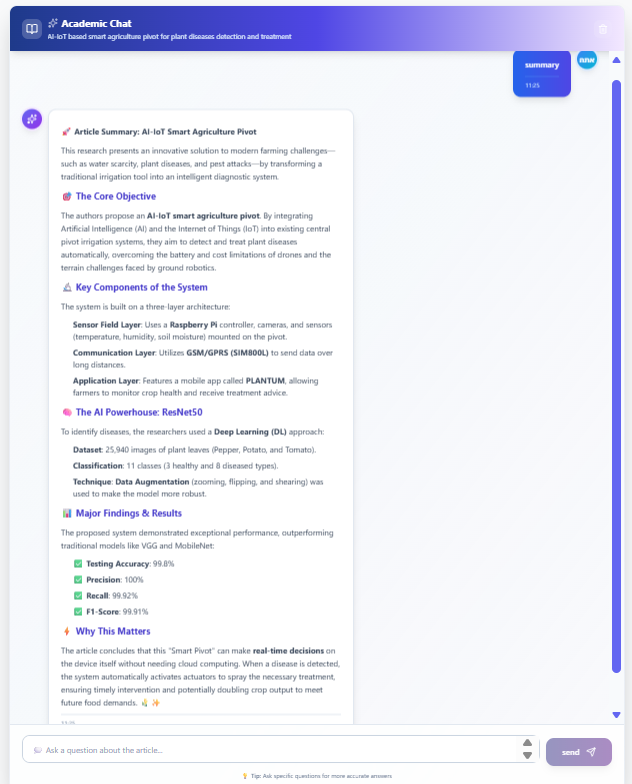 Academic Chat
AI-IoT based smart agriculture pivot for plant diseases detection and treatment
summary
11:25
Article Summary: AI-IoT Smart Agriculture Pivot
This research presents an innovative solution to modern farming challenges—
such as water scarcity, plant diseases, and pest attacks—by transforming a
traditional irrigation tool into an intelligent diagnostic system.
The Core Objective
The authors propose an AI-IoT smart agriculture pivot. By integrating
Artificial Intelligence (AI) and the Internet of Things (IoT) into existing central
pivot irrigation systems, they aim to detect and treat plant diseases
automatically, overcoming the battery and cost limitations of drones and the
terrain challenges faced by ground robotics.
Key Components of the System
The system is built on a three-layer architecture:
Sensor Field Layer: Uses a Raspberry Pi controller, cameras, and sensors
(temperature, humidity, soil moisture) mounted on the pivot.
Communication Layer: Utilizes GSM/GPRS (SIM800L) to send data over
long distances.
Application Layer: Features a mobile app called PLANTUM, allowing
farmers to monitor crop health and receive treatment advice.
The AI Powerhouse: ResNet50
To identify diseases, the researchers used a Deep Learning (DL) approach:
Dataset: 25,940 images of plant leaves (Pepper, Potato, and Tomato).
Classification: 11 classes (3 healthy and 8 diseased types).
Technique: Data Augmentation (zooming, flipping, and shearing) was
used to make the model more robust.
Major Findings & Results
The proposed system demonstrated exceptional performance, outperforming
traditional models like VGG and MobileNet:
Testing Accuracy: 99.8%
Precision: 100%
Recall: 99.92%
F1-Score: 99.91%
Why This Matters
The article concludes that this "Smart Pivot" can make real-time decisions on
the device itself without needing cloud computing. When a disease is detected,
the system automatically activates actuators to spray the necessary treatment,
ensuring timely intervention and potentially doubling crop output to meet
future food demands.
Ask a question about the article...
send
Tip: Ask specific questions for more accurate answers